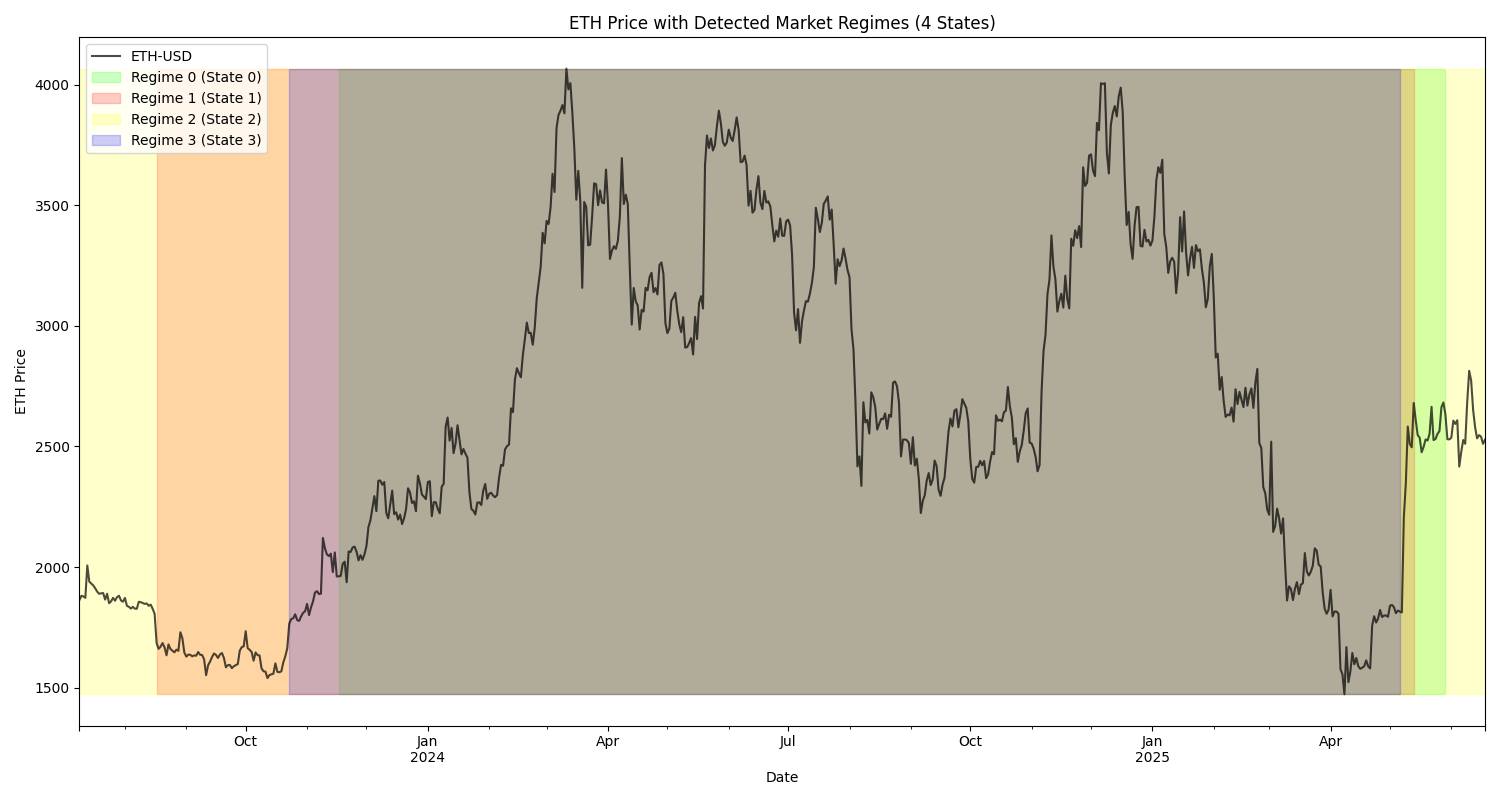 ETH Price with Detected Market Regimes (4 States)
ETH-USD
Regime 0 (State 0)
Regime 1 (State 1)
Regime 2 (State 2)
Regime 3 (State 3)
ETH Price
4000
3500
3000
2500
2000
1500
Oct
Jan
2024
Apr
Jul
Oct
Jan
2025
Apr
Date